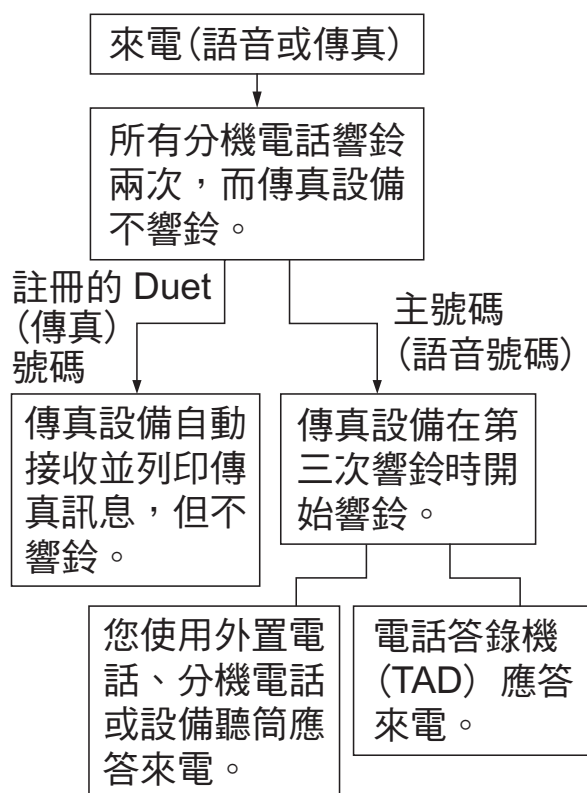 來電(語音或傳真)
所有分機電話響鈴
兩次，而傳真設備
不響鈴。
註冊的 Duet
(傳真)
號碼
主號碼
(語音號碼)
傳真設備自動
接收並列印傳
真訊息，但不
響鈴。
傳真設備在第
三次響鈴時開
始響鈴。
您使用外置電
話、分機電話
或設備聽筒應
答來電。
電話答錄機
(TAD) 應答
來電。